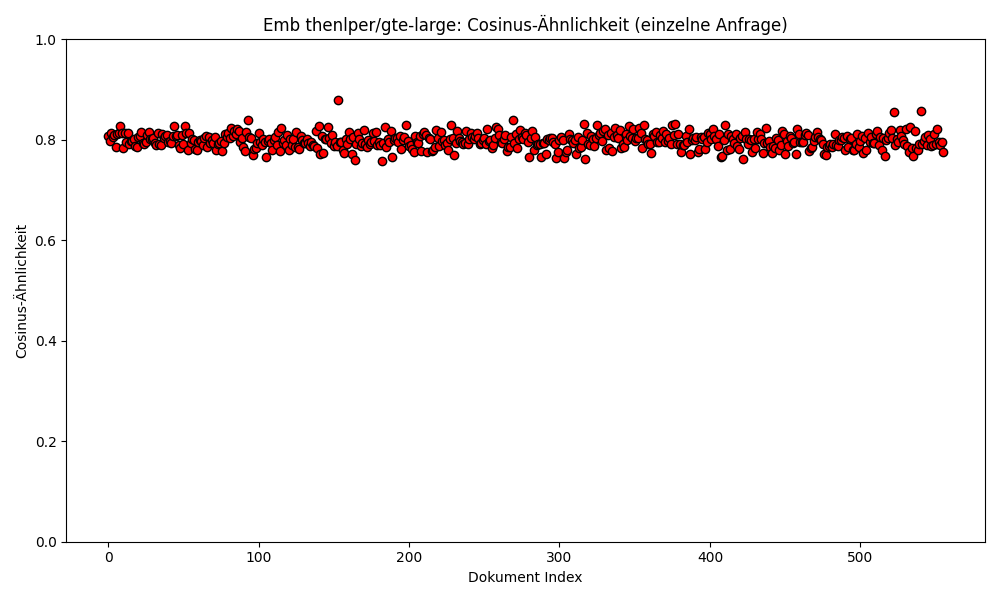 Emb thenlper/gte-large: Cosinus-Ähnlichkeit (einzelne Anfrage)
1.0
0.8
0.6
0.4
0.2
0.0
Cosinus-Ähnlichkeit
0 100 200 300 400 500
Dokument Index